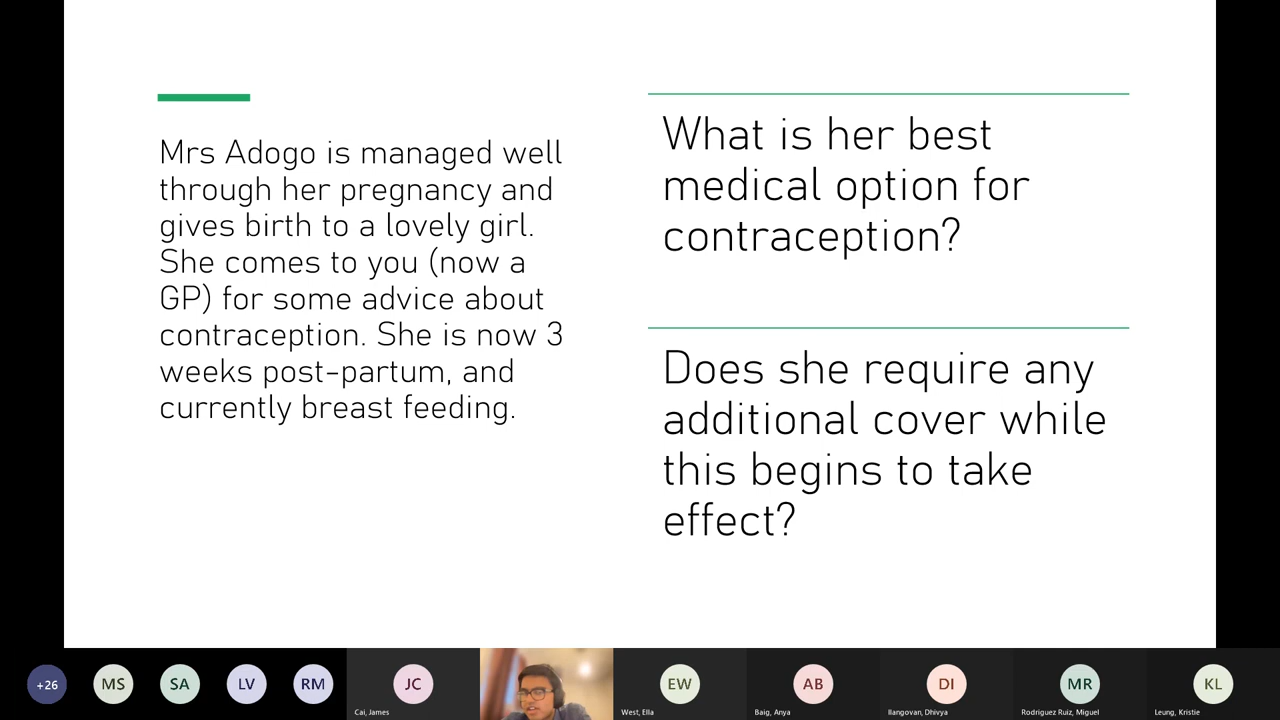 Mrs Adogo is managed well
through her pregnancy and
gives birth to a lovely girl.
She comes to you (now a
GP) for some advice about
contraception. She is now 3
weeks post-partum, and
currently breast feeding.
What is her best
medical option for
contraception?
Does she require any
additional cover while
this begins to take
effect?
+26
MS
SA
LV
RM
JC
EW
AB
DI
MR
KL
Cai, James
West, Ella
Baig, Anya
Ilangovan, Dhivya
Rodriguez Ruiz, Miguel
Leung, Kristie